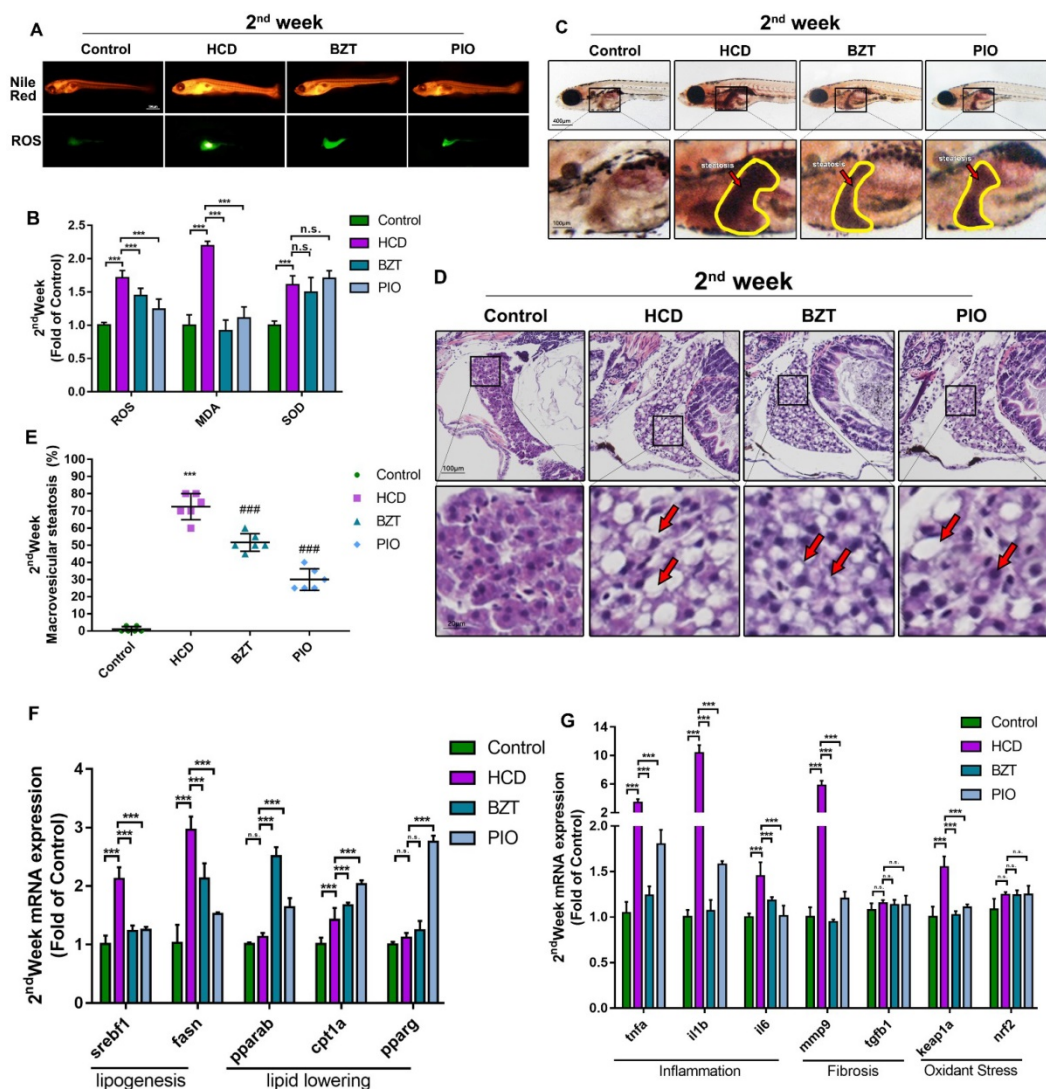 A
2nd week
Control HCD BZT PIO
Nile Red
ROS
B
2ndWeek
(Fold of Control)
2.5
2.0
1.5
1.0
0.5
0.0
*** *** ***
*** *** ***
*** n.s. n.s.
ROS MDA SOD
Control
HCD
BZT
PIO
C
2nd week
Control HCD BZT PIO
400µm
steatosis steatosis steatosis
100µm
D
2nd week
Control HCD BZT PIO
100µm
20µm
E
2ndWeek
Macrovesicular steatosis (%)
100
90
80
70
60
50
40
30
20
10
0
*** ### ###
Control HCD BZT PIO
Control
HCD
BZT
PIO
F
2ndWeek mRNA expression
(Fold of Control)
4
3
2
1
0
*** *** ***
*** *** ***
n.s. *** ***
*** *** ***
n.s. n.s. ***
srebf1 fasn pparab cpt1a pparg
lipogenesis lipid lowering
Control
HCD
BZT
PIO
G
2ndWeek mRNA expression
(Fold of Control)
14
10
6
2
2.0
1.5
1.0
0.5
0.0
*** *** ***
*** *** ***
*** *** ***
*** *** ***
n.s. n.s. n.s.
*** *** ***
n.s. n.s. n.s.
tnfa il1b il6 mmp9 tgfb1 keap1a nrf2
Inflammation Fibrosis Oxidant Stress
Control
HCD
BZT
PIO